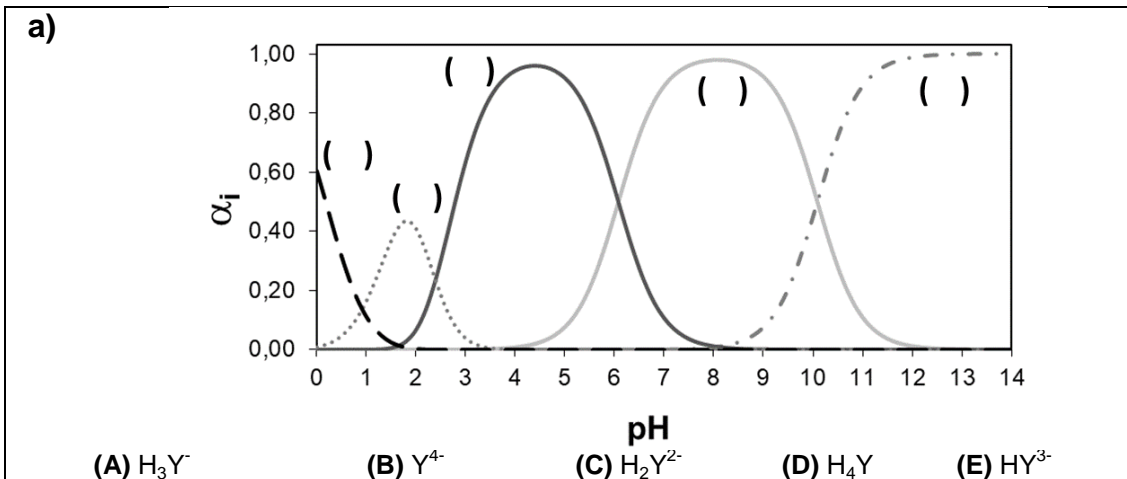 a)
1,00
( ) ( ) ( )
0,80
( )
0,60
( )
0,40
0,20
0,00
αi
0 1 2 3 4 5 6 7 8 9 10 11 12 13 14
pH
(A) H₃Y⁻ (B) Y⁴⁻ (C) H₂Y²⁻ (D) H₄Y (E) HY³⁻